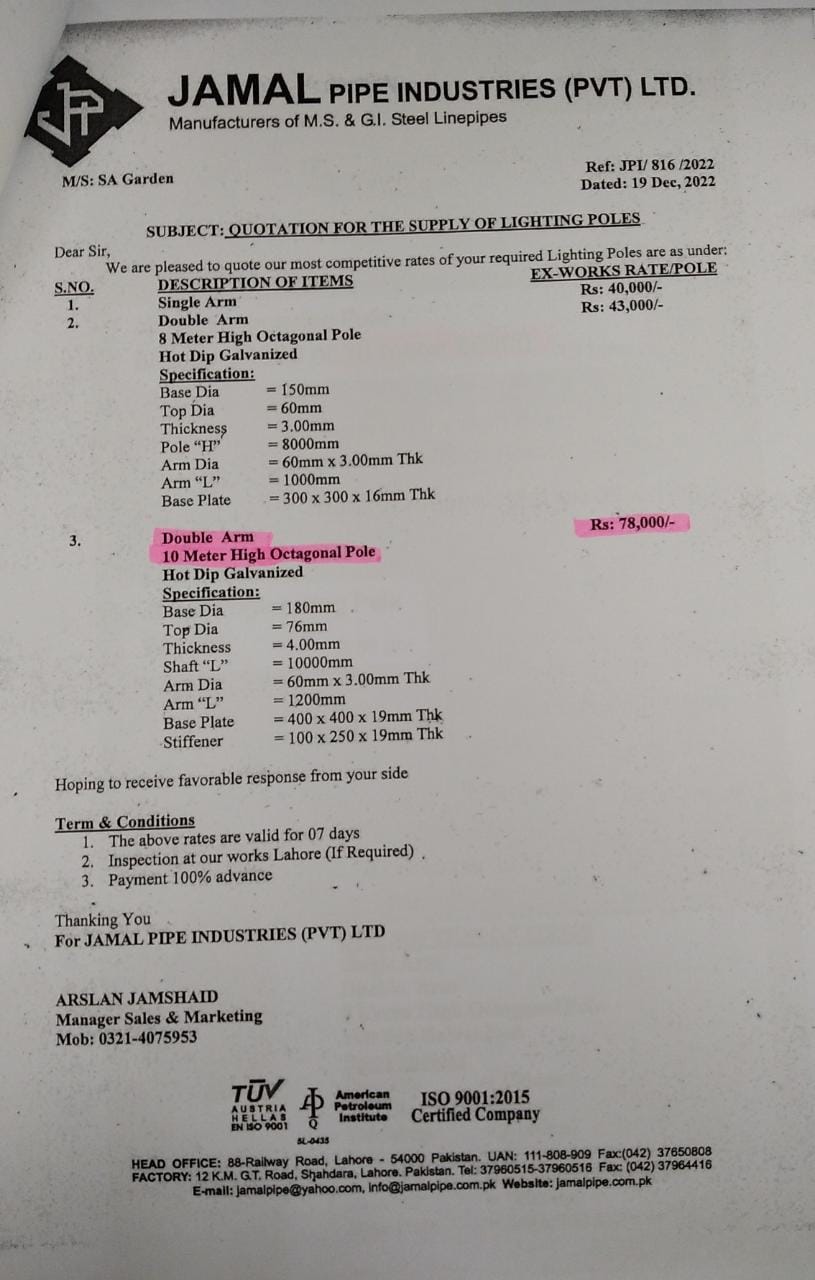 JPI
JAMAL PIPE INDUSTRIES (PVT) LTD.
Manufacturers of M.S. & G.I. Steel Linepipes
Ref: JPI/ 816 /2022
M/S: SA Garden
Dated: 19 Dec, 2022
SUBJECT: QUOTATION FOR THE SUPPLY OF LIGHTING POLES
Dear Sir,
We are pleased to quote our most competitive rates of your required Lighting Poles are as under:
S.NO. DESCRIPTION OF ITEMS EX-WORKS RATE/POLE
1. Single Arm Rs: 40,000/-
2. Double Arm Rs: 43,000/-
8 Meter High Octagonal Pole
Hot Dip Galvanized
Specification:
Base Dia = 150mm
Top Dia = 60mm
Thickness = 3.00mm
Pole “H” = 8000mm
Arm Dia = 60mm x 3.00mm Thk
Arm “L” = 1000mm
Base Plate = 300 x 300 x 16mm Thk
3. Double Arm Rs: 78,000/-
10 Meter High Octagonal Pole
Hot Dip Galvanized
Specification:
Base Dia = 180mm
Top Dia = 76mm
Thickness = 4.00mm
Shaft “L” = 10000mm
Arm Dia = 60mm x 3.00mm Thk
Arm “L” = 1200mm
Base Plate = 400 x 400 x 19mm Thk
Stiffener = 100 x 250 x 19mm Thk
Hoping to receive favorable response from your side
Term & Conditions
1. The above rates are valid for 07 days
2. Inspection at our works Lahore (If Required)
3. Payment 100% advance
Thanking You
For JAMAL PIPE INDUSTRIES (PVT) LTD
ARSLAN JAMSHAID
Manager Sales & Marketing
Mob: 0321-4075953
TÜV
AUSTRIA
HELLAS
EN ISO 9001
Q
5L-0435
American
Petroleum
Institute
ISO 9001:2015
Certified Company
HEAD OFFICE: 88-Railway Road, Lahore - 54000 Pakistan. UAN: 111-808-909 Fax:(042) 37650808
FACTORY: 12 K.M. G.T. Road, Shahdara, Lahore. Pakistan. Tel: 37960515-37960516 Fax: (042) 37964416
E-mail: jamalpipe@yahoo.com, info@jamalpipe.com.pk Website: jamalpipe.com.pk